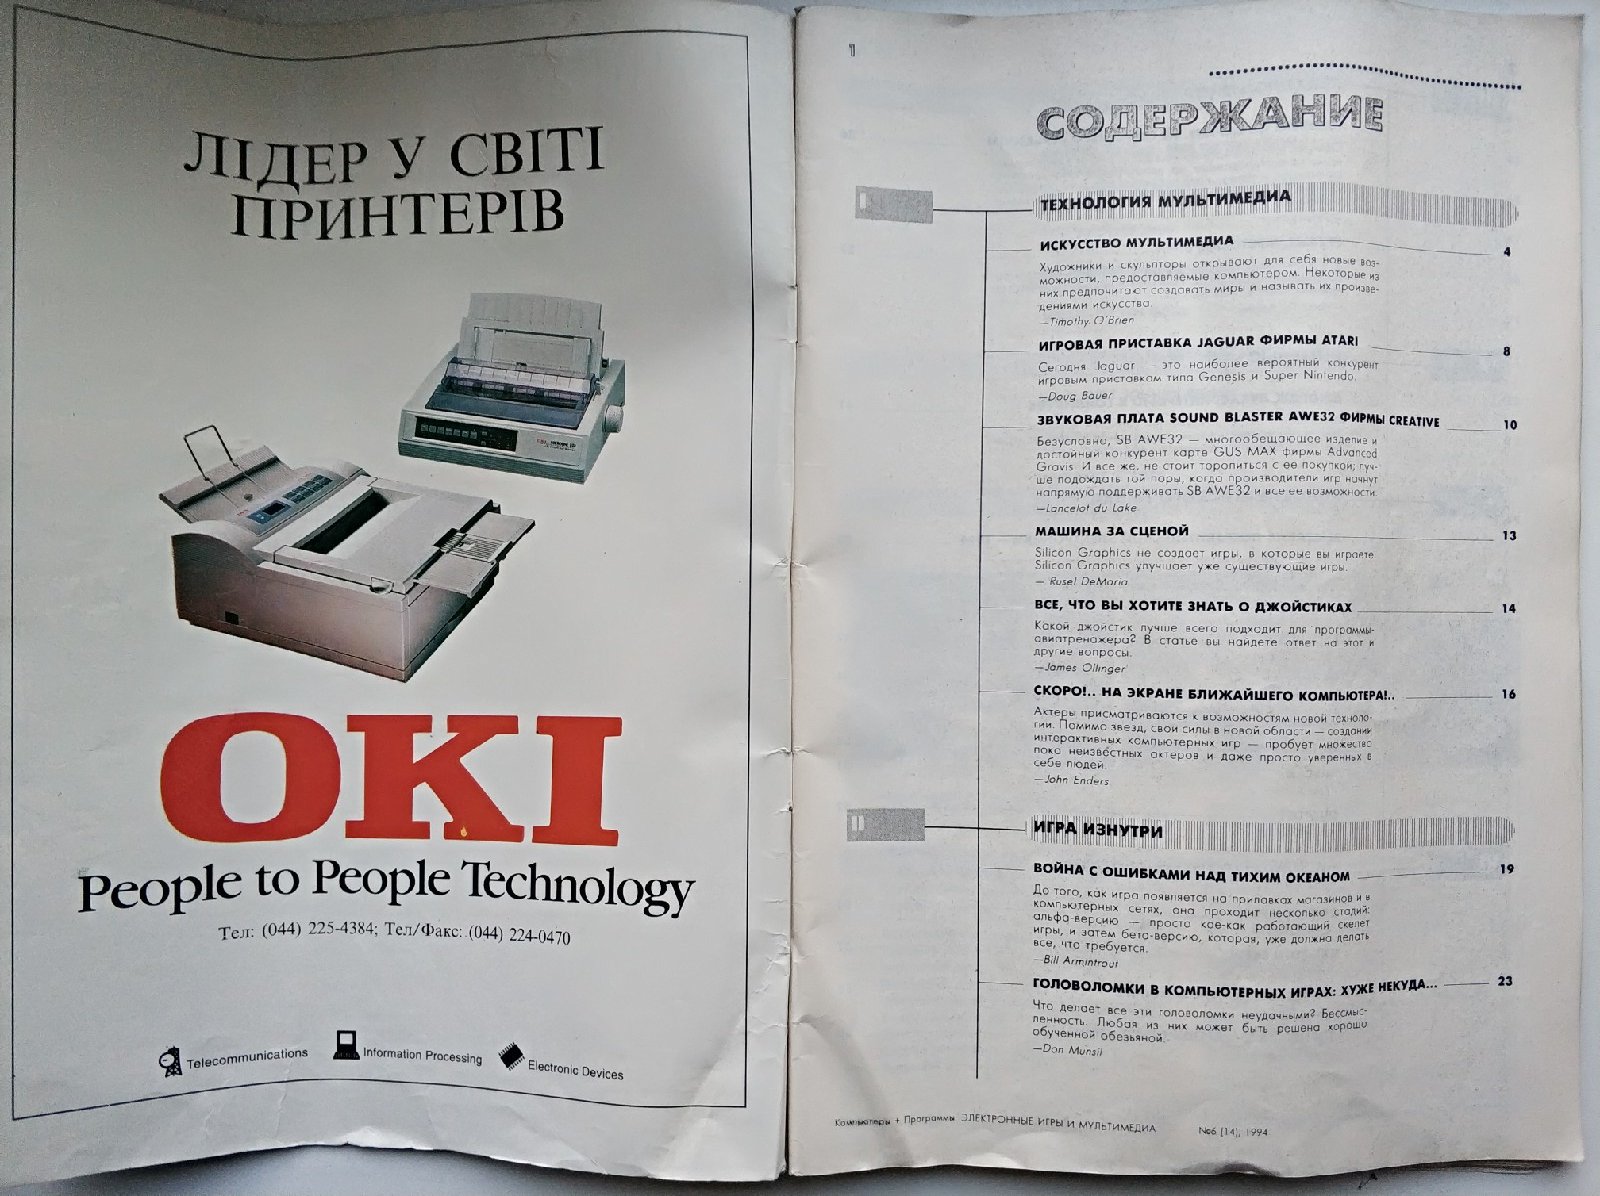 ЛІДЕР У СВІТІ
ПРИНТЕРІВ
OKI
People to People Technology
Тел: (044) 225-4384; Тел/Факс: (044) 224-0470
Telecommunications
Information Processing
Electronic Devices
1
СОДЕРЖАНИЕ
I
ТЕХНОЛОГИЯ МУЛЬТИМЕДИА
ИСКУССТВО МУЛЬТИМЕДИА 4
Художники и скульпторы открывают для себя новые воз-
можности, предоставляемые компьютером. Некоторые из
них предпочитают создавать миры и называть их произве-
дениями искусства.
—Timothy O'Brien
ИГРОВАЯ ПРИСТАВКА JAGUAR ФИРМЫ ATARI 8
Сегодня Jaguar — это наиболее вероятный конкурент
игровым приставкам типа Genesis и Super Nintendo.
—Doug Bauer
ЗВУКОВАЯ ПЛАТА SOUND BLASTER AWE32 ФИРМЫ CREATIVE 10
Безусловно, SB AWE32 — многообещающее изделие и
достойный конкурент карте GUS MAX фирмы Advanced
Gravis. И все же, не стоит торопиться с ее покупкой; луч-
ше подождать той поры, когда производители игр начнут
напрямую поддерживать SB AWE32 и все ее возможности.
—Lancelot du Lake
МАШИНА ЗА СЦЕНОЙ 13
Silicon Graphics не создает игры, в которые вы играете.
Silicon Graphics улучшает уже существующие игры.
— Rusel DeMaria
ВСЕ, ЧТО ВЫ ХОТИТЕ ЗНАТЬ О ДЖОЙСТИКАХ 14
Какой джойстик лучше всего подходит для программы-
авиатренажера? В статье вы найдете ответ на этот и
другие вопросы.
—James Ollinger
СКОРО!.. НА ЭКРАНЕ БЛИЖАЙШЕГО КОМПЬЮТЕРА!.. 16
Актеры присматриваются к возможностям новой техноло-
гии. Помимо звезд, свои силы в новой области — создании
интерактивных компьютерных игр — пробует множество
пока неизвестных актеров и даже просто уверенных в
себе людей.
—John Enders
II
ИГРА ИЗНУТРИ
ВОЙНА С ОШИБКАМИ НАД ТИХИМ ОКЕАНОМ 19
До того, как игра появляется на прилавках магазинов и в
компьютерных сетях, она проходит несколько стадий:
альфа-версию — просто кое-как работающий скелет
игры, и затем бета-версию, которая, уже должна делать
все, что требуется.
—Bill Armintrout
ГОЛОВОЛОМКИ В КОМПЬЮТЕРНЫХ ИГРАХ: ХУЖЕ НЕКУДА... 23
Что делает все эти головоломки неудачными? Бессмыс-
ленность. Любая из них может быть решена хорошо
обученной обезьяной.
—Don Munsil
Компьютеры + Программы ЭЛЕКТРОННЫЕ ИГРЫ И МУЛЬТИМЕДИА №6 (14), 1994